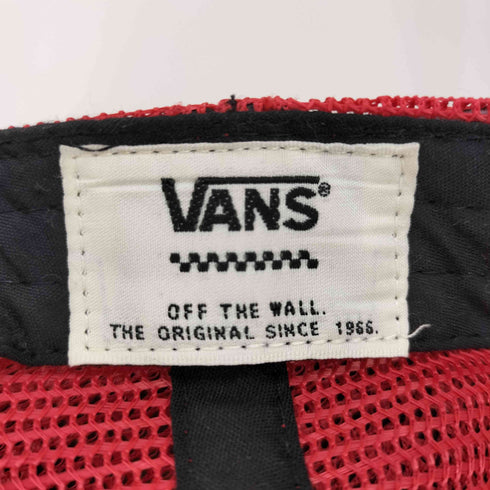 VANS®
OFF THE WALL.
THE ORIGINAL SINCE 1966.